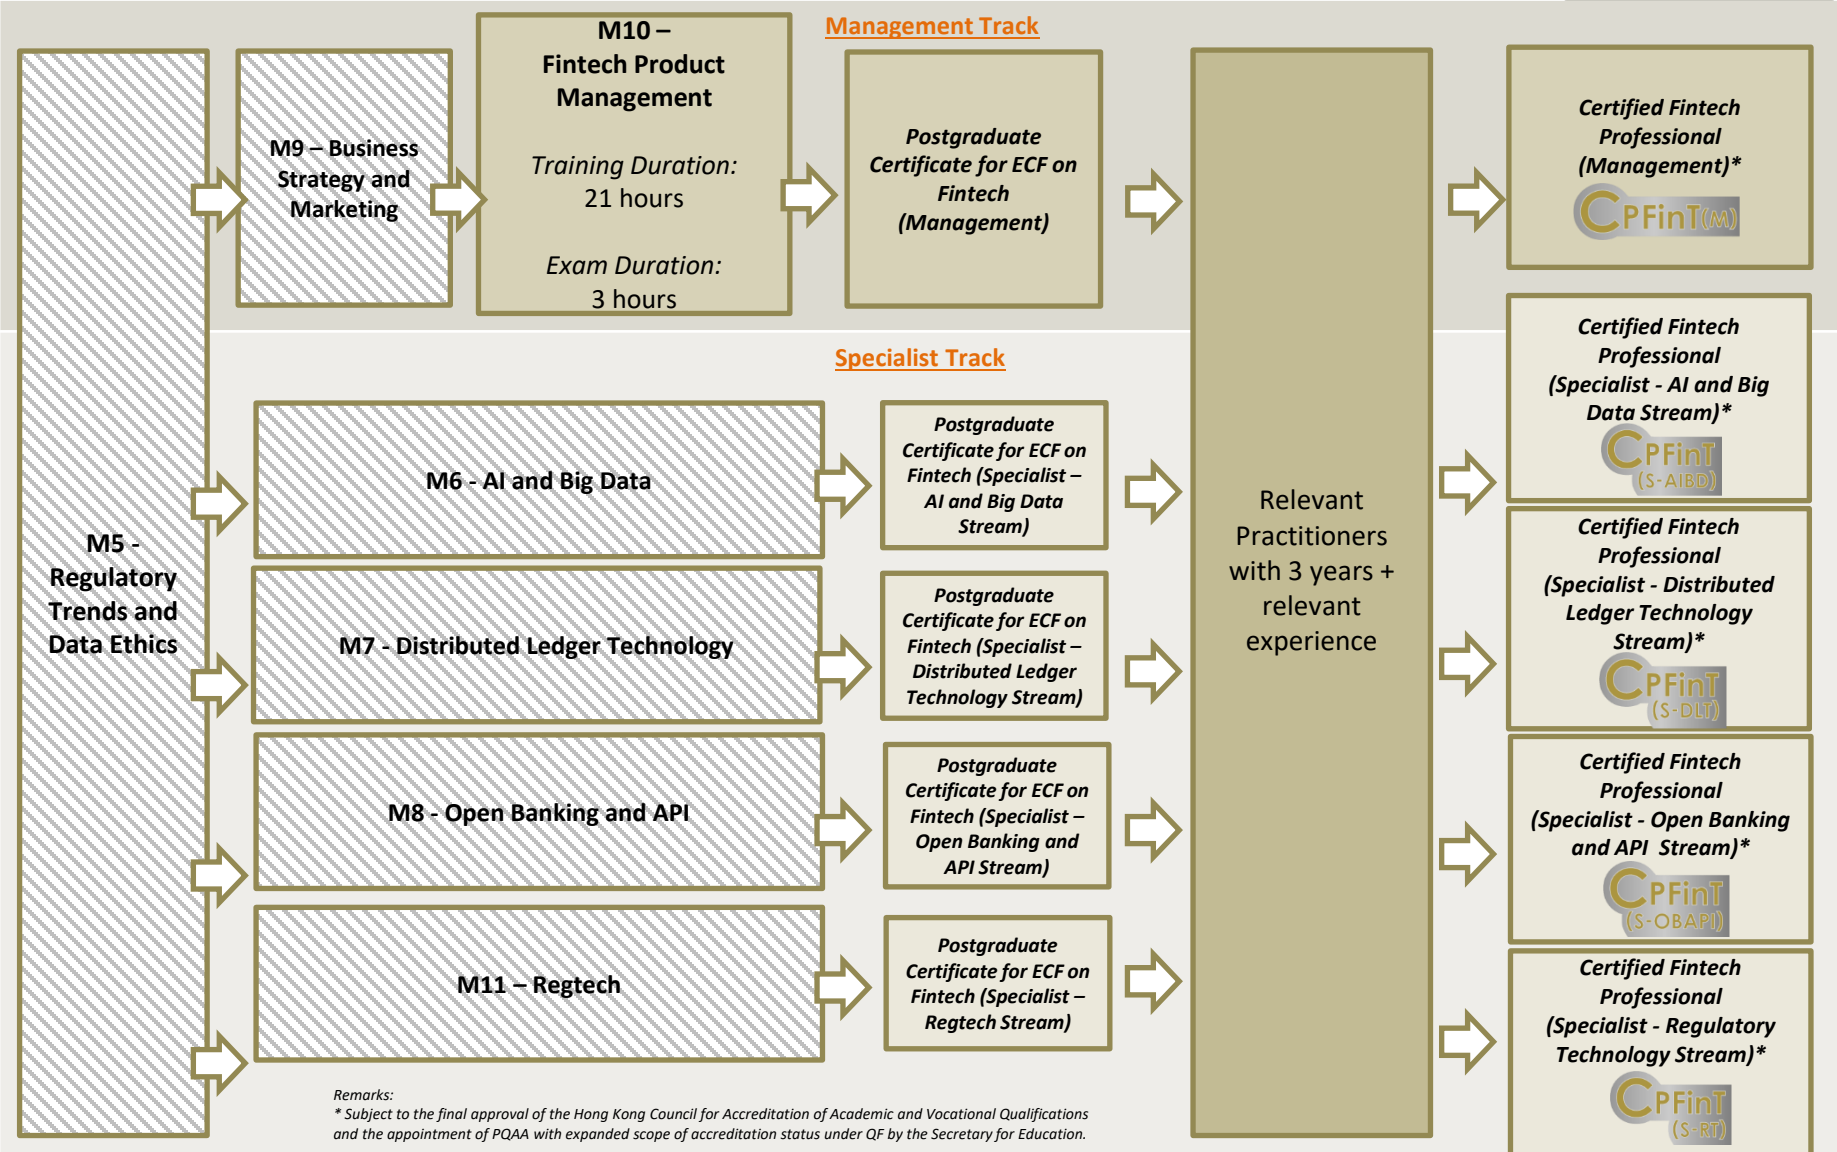 Management Track
M5 -
Regulatory
Trends and
Data Ethics
M9 – Business
Strategy and
Marketing
M10 –
Fintech Product
Management
Training Duration:
21 hours
Exam Duration:
3 hours
Postgraduate
Certificate for ECF on
Fintech
(Management)
Relevant
Practitioners
with 3 years +
relevant
experience
Certified Fintech
Professional
(Management)*
CPFinT(M)
Specialist Track
M6 - AI and Big Data
Postgraduate
Certificate for ECF on
Fintech (Specialist –
AI and Big Data
Stream)
Certified Fintech
Professional
(Specialist - AI and Big
Data Stream)*
CPFinT
(S-AIBD)
M7 - Distributed Ledger Technology
Postgraduate
Certificate for ECF on
Fintech (Specialist –
Distributed Ledger
Technology Stream)
Certified Fintech
Professional
(Specialist - Distributed
Ledger Technology
Stream)*
CPFinT
(S-DLT)
M8 - Open Banking and API
Postgraduate
Certificate for ECF on
Fintech (Specialist –
Open Banking and
API Stream)
Certified Fintech
Professional
(Specialist - Open Banking
and API  Stream)*
CPFinT
(S-OBAPI)
M11 – Regtech
Postgraduate
Certificate for ECF on
Fintech (Specialist –
Regtech Stream)
Certified Fintech
Professional
(Specialist - Regulatory
Technology Stream)*
CPFinT
(S-RT)
Remarks:
* Subject to the final approval of the Hong Kong Council for Accreditation of Academic and Vocational Qualifications
and the appointment of PQAA with expanded scope of accreditation status under QF by the Secretary for Education.